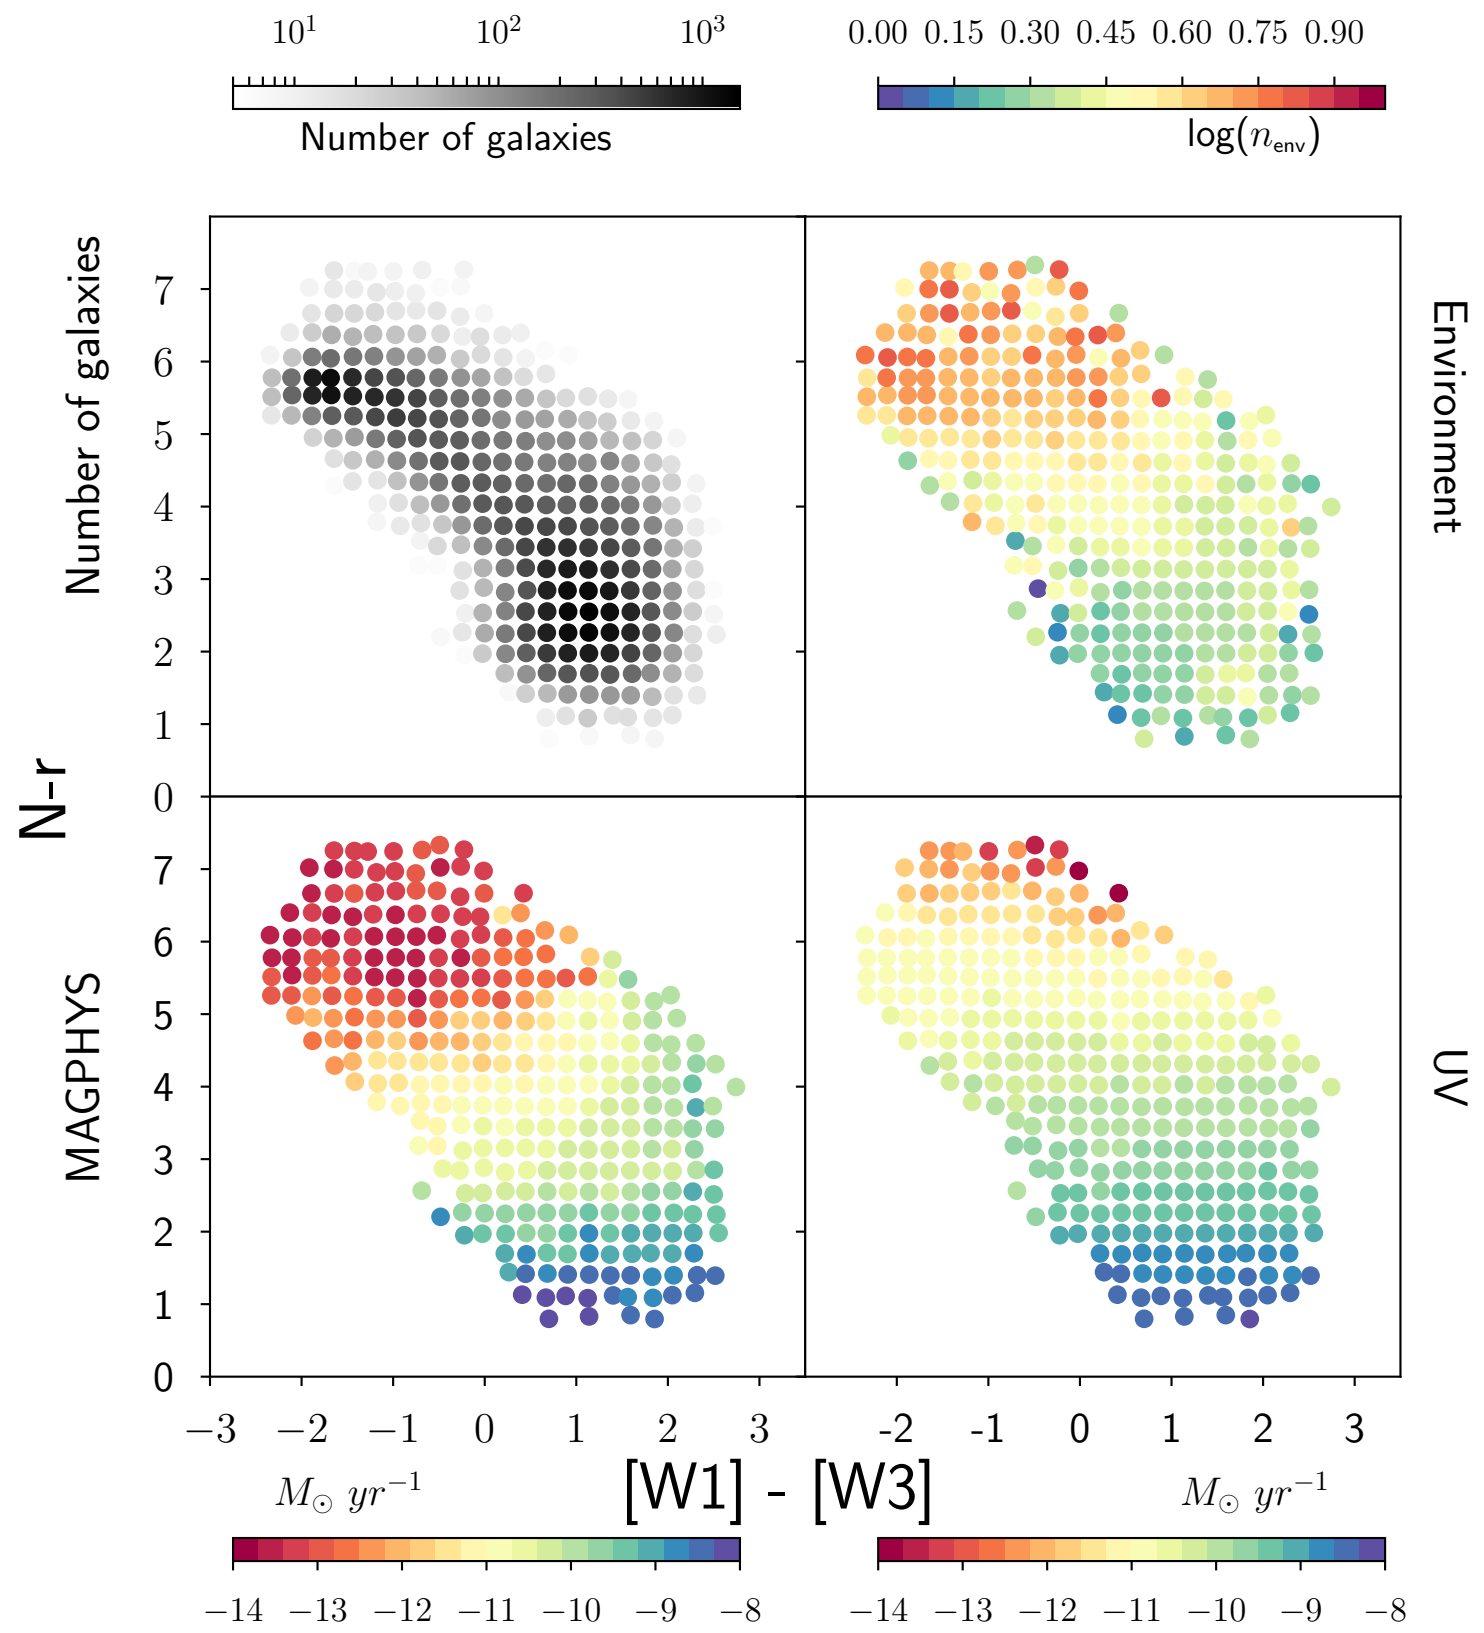 10¹ 10² 10³
Number of galaxies
0.00 0.15 0.30 0.45 0.60 0.75 0.90
log(n_env)
Number of galaxies
Environment
7
6
5
4
3
2
1
0
N-r
MAGPHYS
UV
7
6
5
4
3
2
1
0
−3 −2 −1 0 1 2 3
-2 -1 0 1 2 3
[W1] - [W3]
M⊙ yr⁻¹
M⊙ yr⁻¹
−14 −13 −12 −11 −10 −9 −8
−14 −13 −12 −11 −10 −9 −8